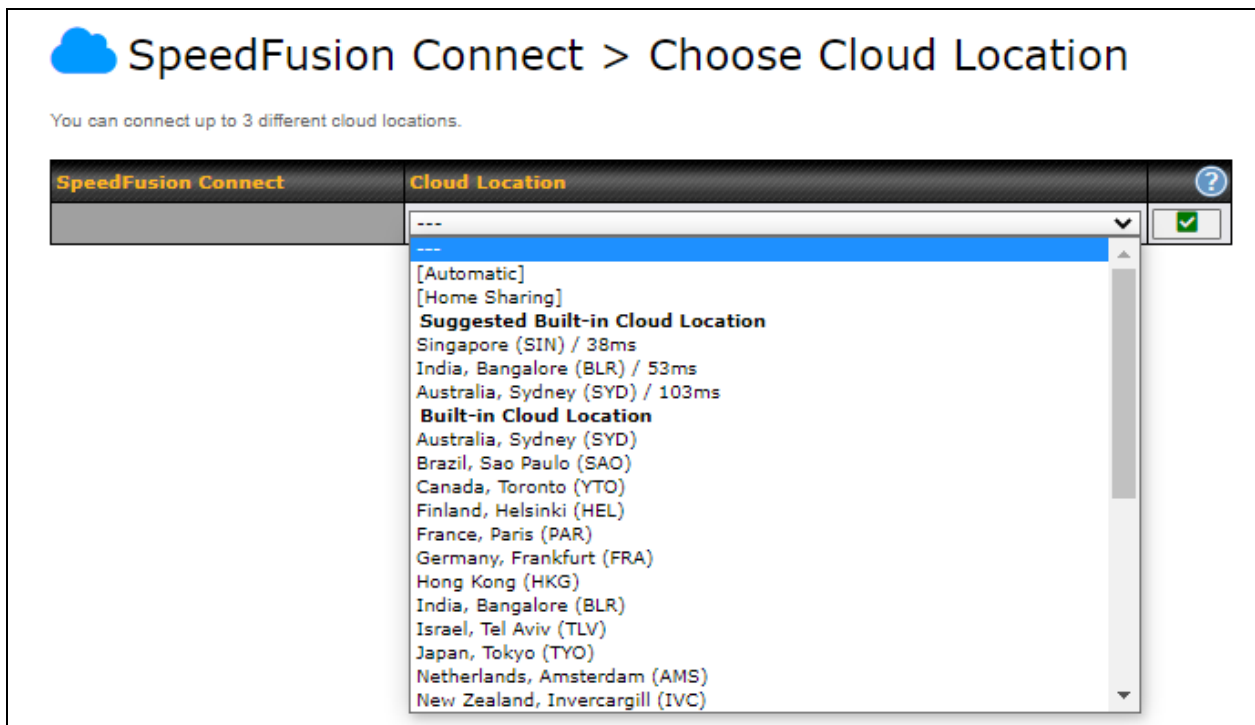 SpeedFusion Connect > Choose Cloud Location
You can connect up to 3 different cloud locations.
SpeedFusion Connect Cloud Location ?
---
---
[Automatic]
[Home Sharing]
Suggested Built-in Cloud Location
Singapore (SIN) / 38ms
India, Bangalore (BLR) / 53ms
Australia, Sydney (SYD) / 103ms
Built-in Cloud Location
Australia, Sydney (SYD)
Brazil, Sao Paulo (SAO)
Canada, Toronto (YTO)
Finland, Helsinki (HEL)
France, Paris (PAR)
Germany, Frankfurt (FRA)
Hong Kong (HKG)
India, Bangalore (BLR)
Israel, Tel Aviv (TLV)
Japan, Tokyo (TYO)
Netherlands, Amsterdam (AMS)
New Zealand, Invercargill (IVC)